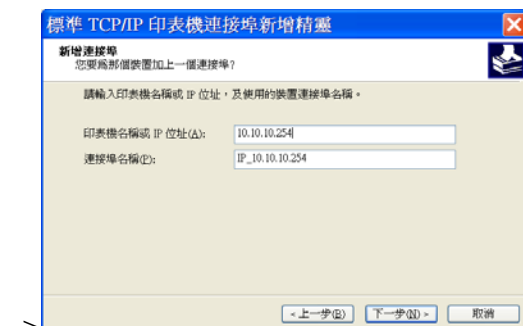 標準 TCP/IP 印表機連接埠新增精靈
新增連接埠
您要為那個裝置加上一個連接埠?
請輸入印表機名稱或 IP 位址，及使用的裝置連接埠名稱。
印表機名稱或 IP 位址(A): 10.10.10.254
連接埠名稱(P): IP_10.10.10.254
<上一步(B) 下一步(N)> 取消